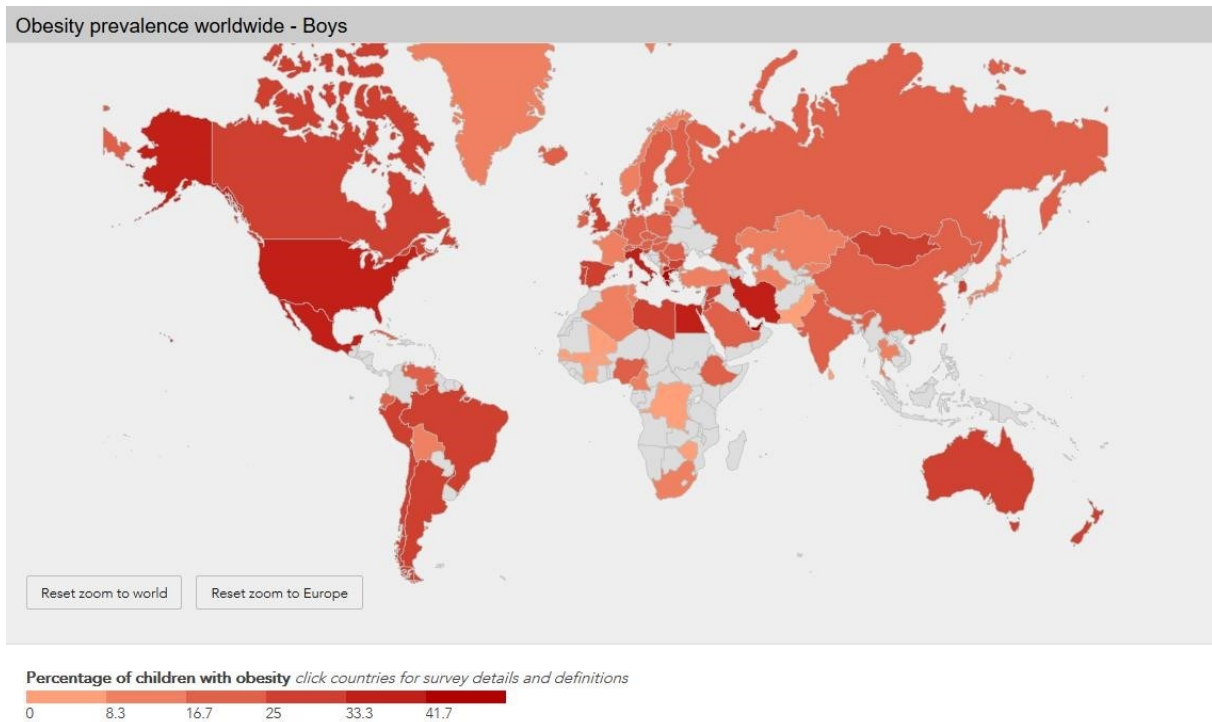 Obesity prevalence worldwide - Boys
Reset zoom to world Reset zoom to Europe
Percentage of children with obesity click countries for survey details and definitions
0 8.3 16.7 25 33.3 41.7